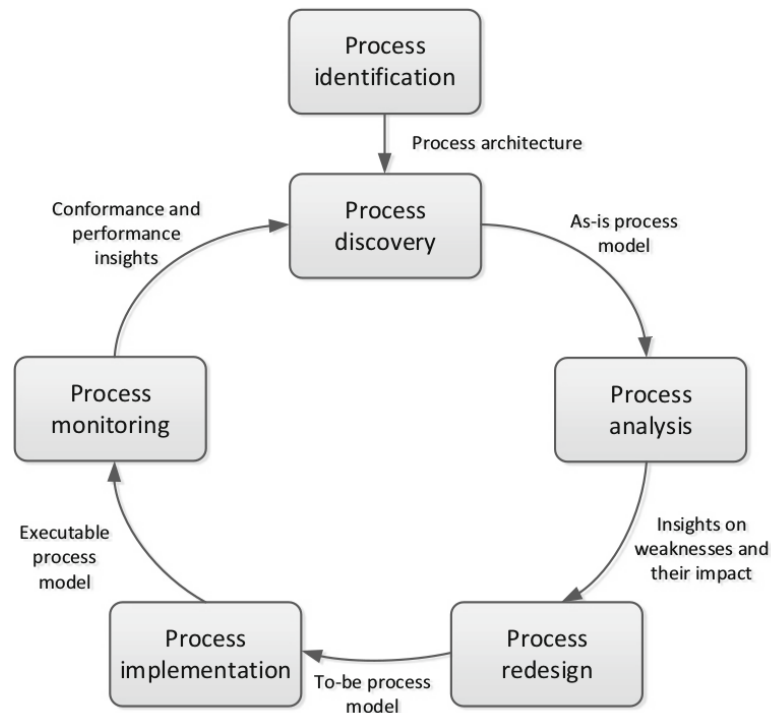 Process
identification
Process architecture
Process
discovery
As-is process
model
Process
analysis
Insights on
weaknesses and
their impact
Process
redesign
To-be process
model
Process
implementation
Executable
process
model
Process
monitoring
Conformance and
performance
insights